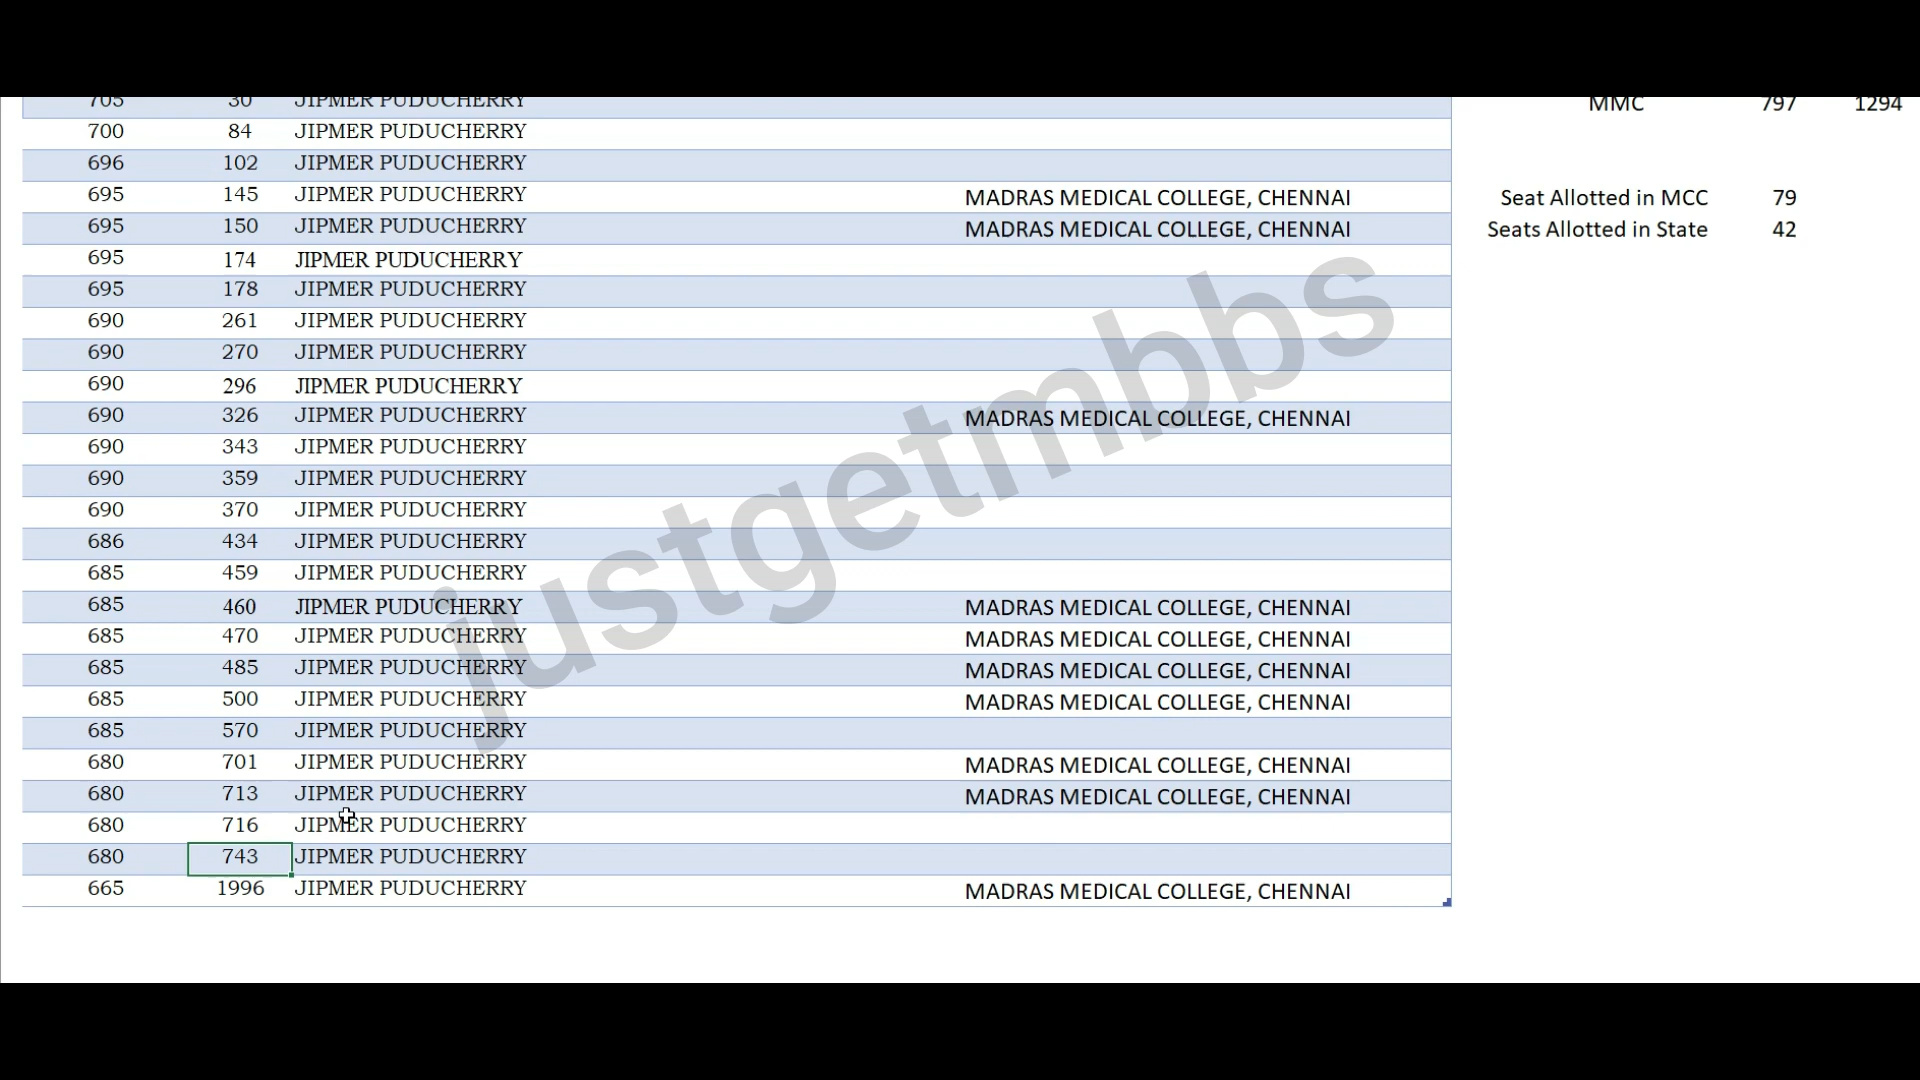 705 30 JIPMER PUDUCHERRY MMC 797 1294
700 84 JIPMER PUDUCHERRY
696 102 JIPMER PUDUCHERRY
695 145 JIPMER PUDUCHERRY MADRAS MEDICAL COLLEGE, CHENNAI Seat Allotted in MCC 79
695 150 JIPMER PUDUCHERRY MADRAS MEDICAL COLLEGE, CHENNAI Seats Allotted in State 42
695 174 JIPMER PUDUCHERRY
695 178 JIPMER PUDUCHERRY
690 261 JIPMER PUDUCHERRY
690 270 JIPMER PUDUCHERRY
690 296 JIPMER PUDUCHERRY
690 326 JIPMER PUDUCHERRY MADRAS MEDICAL COLLEGE, CHENNAI
690 343 JIPMER PUDUCHERRY
690 359 JIPMER PUDUCHERRY
690 370 JIPMER PUDUCHERRY
686 434 JIPMER PUDUCHERRY
685 459 JIPMER PUDUCHERRY
685 460 JIPMER PUDUCHERRY MADRAS MEDICAL COLLEGE, CHENNAI
685 470 JIPMER PUDUCHERRY MADRAS MEDICAL COLLEGE, CHENNAI
685 485 JIPMER PUDUCHERRY MADRAS MEDICAL COLLEGE, CHENNAI
685 500 JIPMER PUDUCHERRY MADRAS MEDICAL COLLEGE, CHENNAI
685 570 JIPMER PUDUCHERRY
680 701 JIPMER PUDUCHERRY MADRAS MEDICAL COLLEGE, CHENNAI
680 713 JIPMER PUDUCHERRY MADRAS MEDICAL COLLEGE, CHENNAI
680 716 JIPMER PUDUCHERRY
680 743 JIPMER PUDUCHERRY
665 1996 JIPMER PUDUCHERRY MADRAS MEDICAL COLLEGE, CHENNAI
justgetmbbs